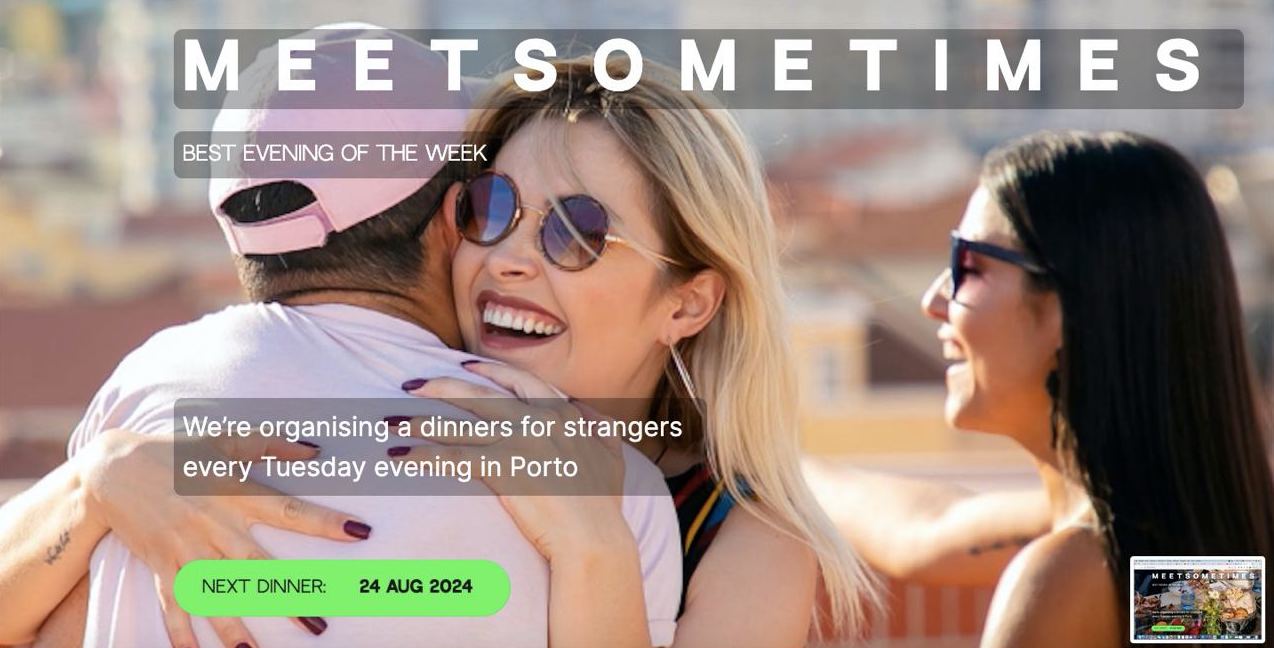 MEETSOMETIMES
BEST EVENING OF THE WEEK
We're organising a dinners for strangers
every Tuesday evening in Porto
NEXT DINNER: 24 AUG 2024
MEETSOMETIMES